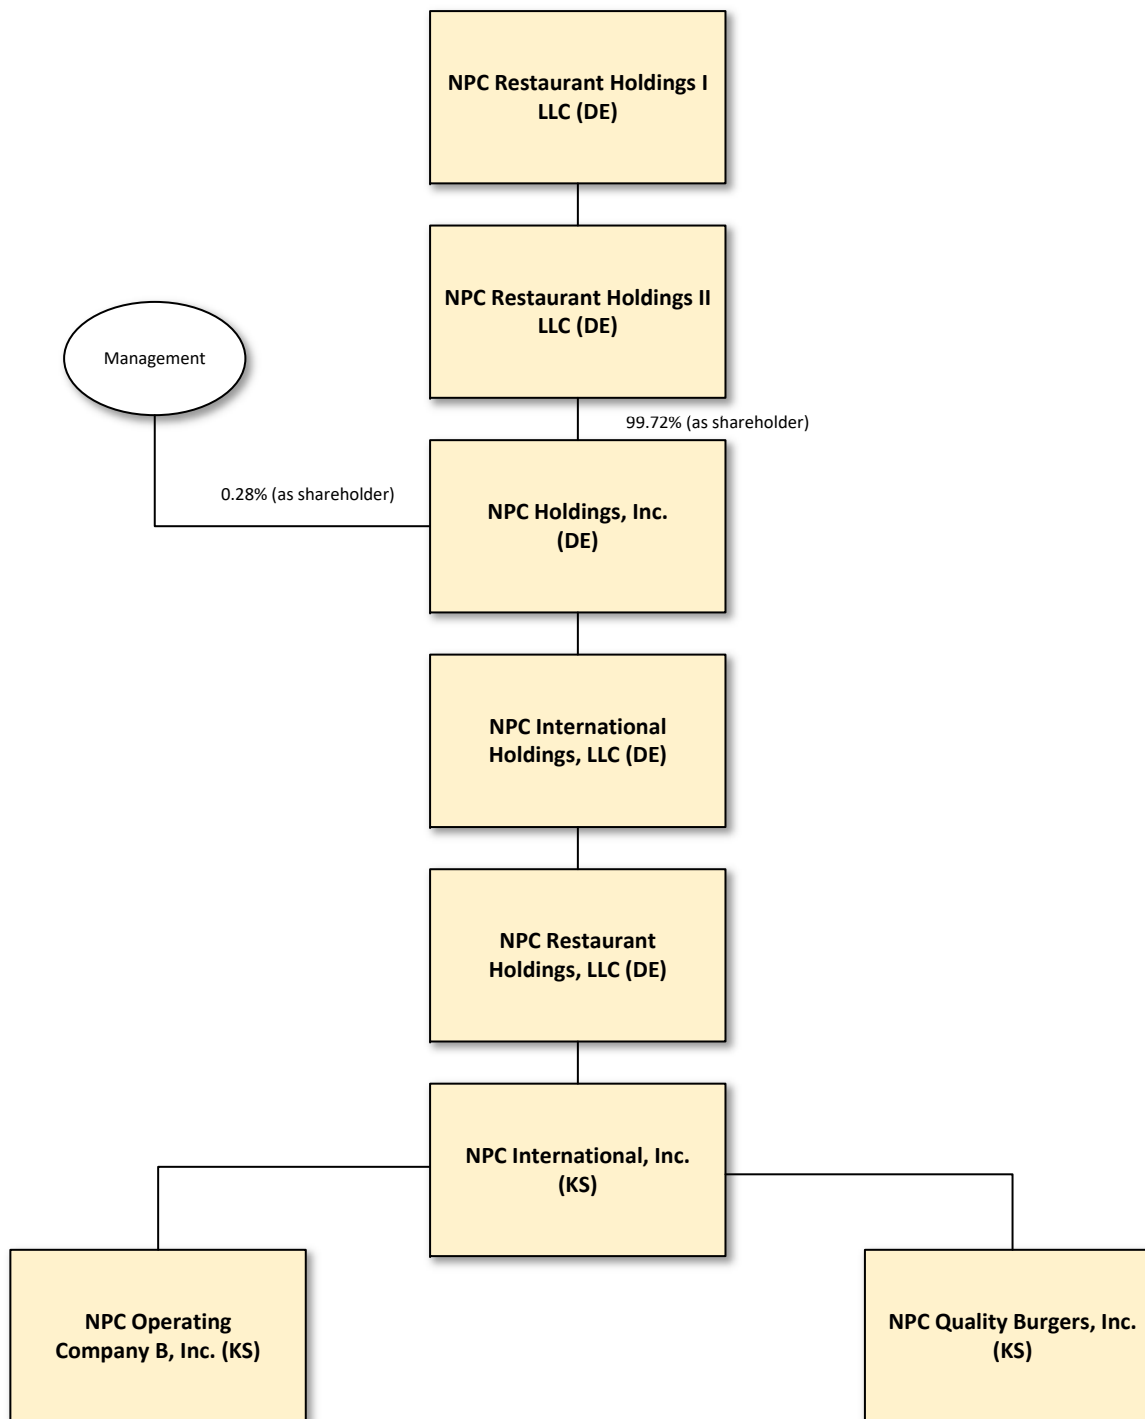 NPC Restaurant Holdings I
LLC (DE)
NPC Restaurant Holdings II
LLC (DE)
Management
99.72% (as shareholder)
0.28% (as shareholder)
NPC Holdings, Inc.
(DE)
NPC International
Holdings, LLC (DE)
NPC Restaurant
Holdings, LLC (DE)
NPC International, Inc.
(KS)
NPC Operating
Company B, Inc. (KS)
NPC Quality Burgers, Inc.
(KS)